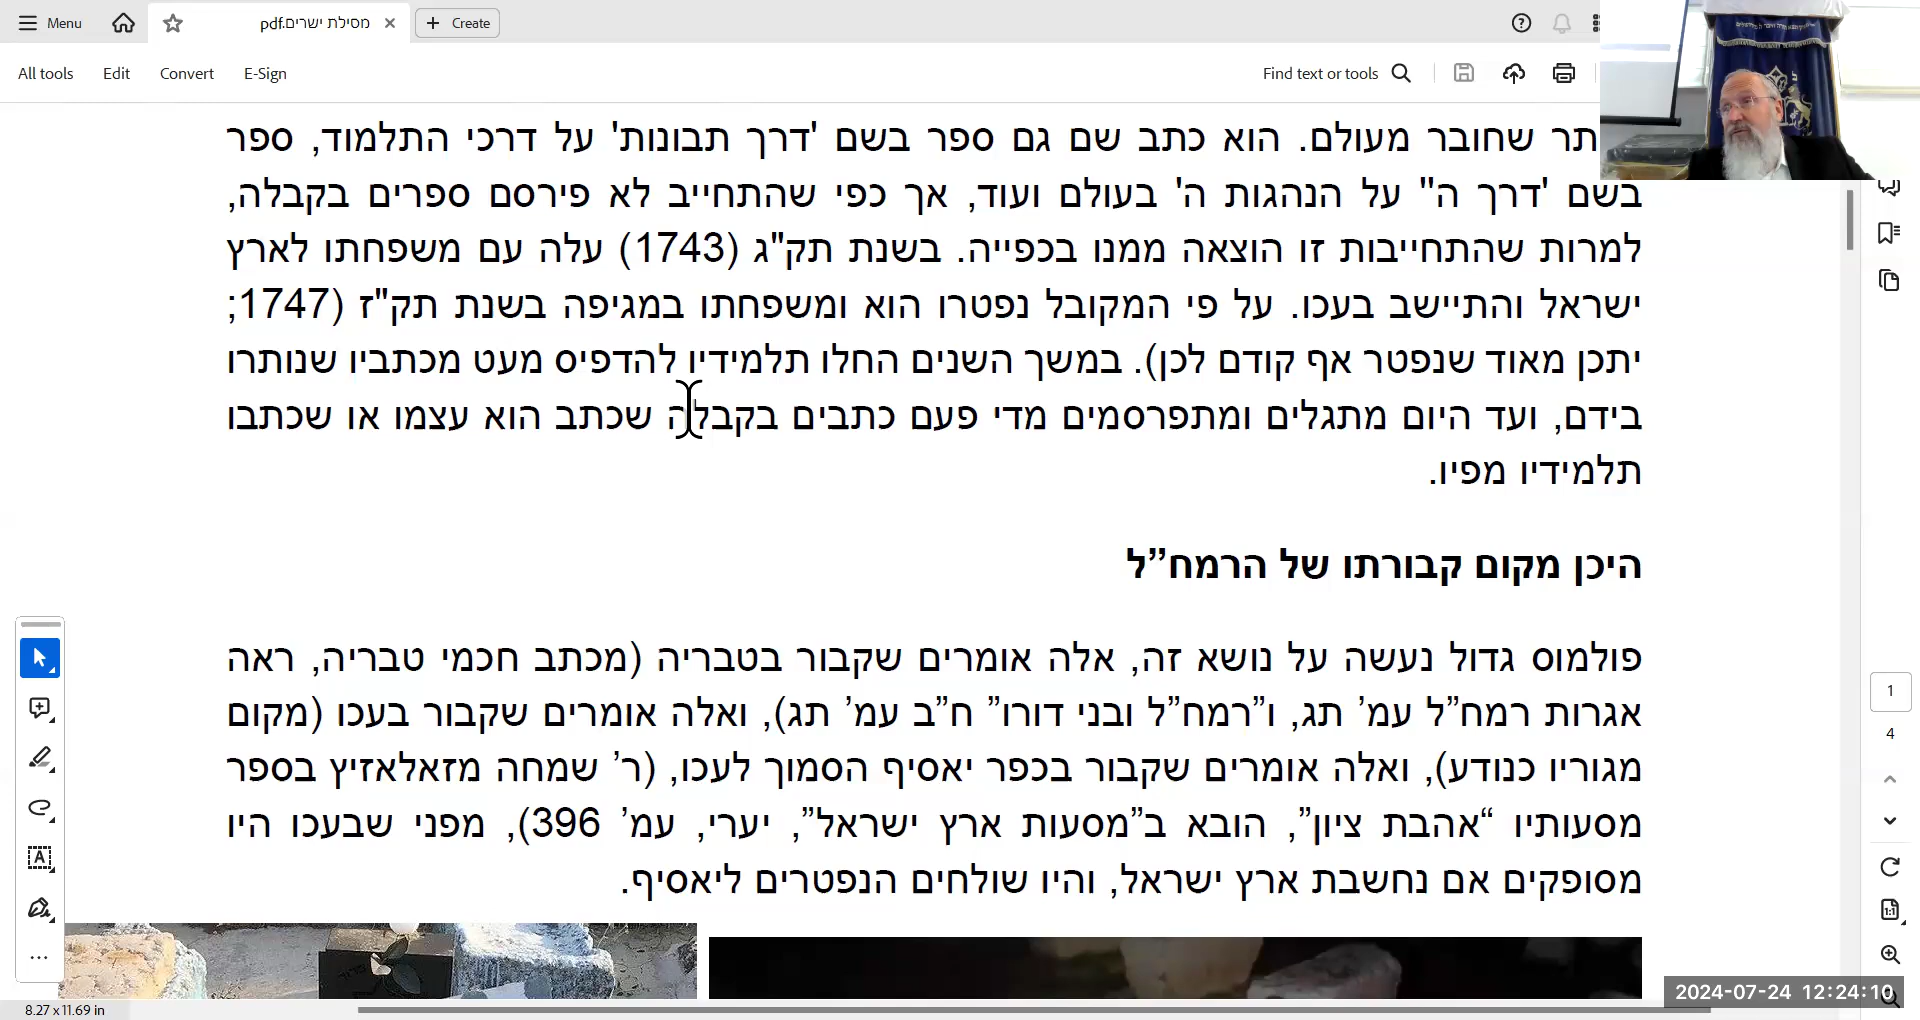 Menu
מסילת ישרים.pdf
Create
All tools
Edit
Convert
E-Sign
Find text or tools
שחובר מעולם. הוא כתב שם גם ספר בשם 'דרך תבונות' על דרכי התלמוד, ספר
בשם 'דרך ה'' על הנהגות ה' בעולם ועוד, אך כפי שהתחייב לא פירסם ספרים בקבלה,
למרות שהתחייבות זו הוצאה ממנו בכפייה. בשנת תק"ג (1743) עלה עם משפחתו לארץ
ישראל והתיישב בעכו. על פי המקובל נפטרו הוא ומשפחתו במגיפה בשנת תק"ז (1747;
יתכן מאוד שנפטר אף קודם לכן). במשך השנים החלו תלמידיו להדפיס מעט מכתביו שנותרו
בידם, ועד היום מתגלים ומתפרסמים מדי פעם כתבים בקבלה שכתב הוא עצמו או שכתבו
תלמידיו מפיו.
היכן מקום קבורתו של הרמח”ל
פולמוס גדול נעשה על נושא זה, אלה אומרים שקבור בטבריה (מכתב חכמי טבריה, ראה
אגרות רמח”ל עמ’ תג, ו”רמח”ל ובני דורו” ח”ב עמ’ תג), ואלה אומרים שקבור בעכו (מקום
מגוריו כנודע), ואלה אומרים שקבור בכפר יאסיף הסמוך לעכו, (ר’ שמחה מזאלאזיץ בספר
מסעותיו “אהבת ציון”, הובא ב”מסעות ארץ ישראל”, יערי, עמ’ 396), מפני שבעכו היו
מסופקים אם נחשבת ארץ ישראל, והיו שולחים הנפטרים ליאסיף.
1
4
8.27 x 11.69 in
2024-07-24 12:24:10